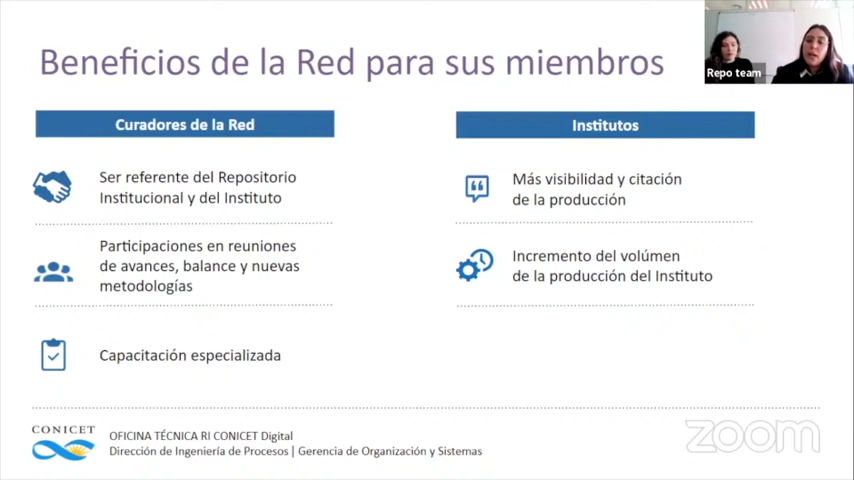 Beneficios de la Red para sus miembros
Repo team
Curadores de la Red
Ser referente del Repositorio
Institucional y del Instituto
Participaciones en reuniones
de avances, balance y nuevas
metodologías
Capacitación especializada
Institutos
Más visibilidad y citación
de la producción
Incremento del volúmen
de la producción del Instituto
CONICET
OFICINA TÉCNICA RI CONICET Digital
Dirección de Ingeniería de Procesos | Gerencia de Organización y Sistemas
zoom